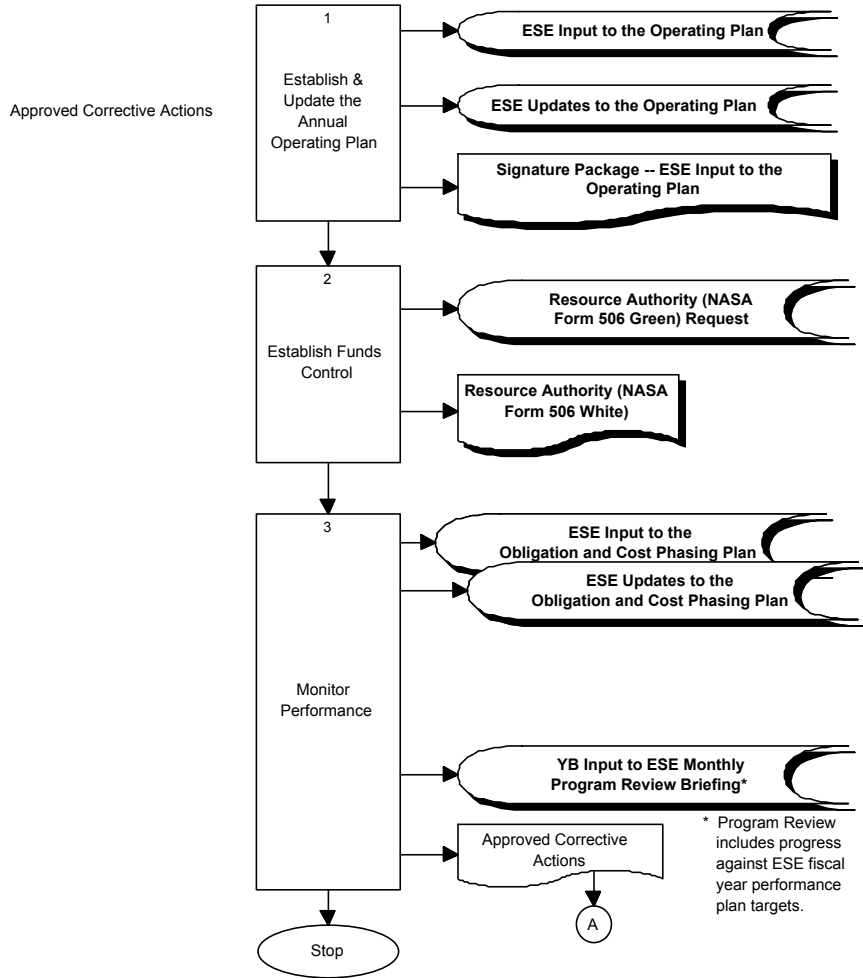 Approved Corrective Actions
1
Establish &
Update the
Annual
Operating Plan
ESE Input to the Operating Plan
ESE Updates to the Operating Plan
Signature Package -- ESE Input to the
Operating Plan
2
Establish Funds
Control
Resource Authority (NASA
Form 506 Green) Request
Resource Authority (NASA
Form 506 White)
3
Monitor
Performance
ESE Input to the
Obligation and Cost Phasing Plan
ESE Updates to the
Obligation and Cost Phasing Plan
YB Input to ESE Monthly
Program Review Briefing*
* Program Review
includes progress
against ESE fiscal
year performance
plan targets.
Approved Corrective
Actions
A
Stop